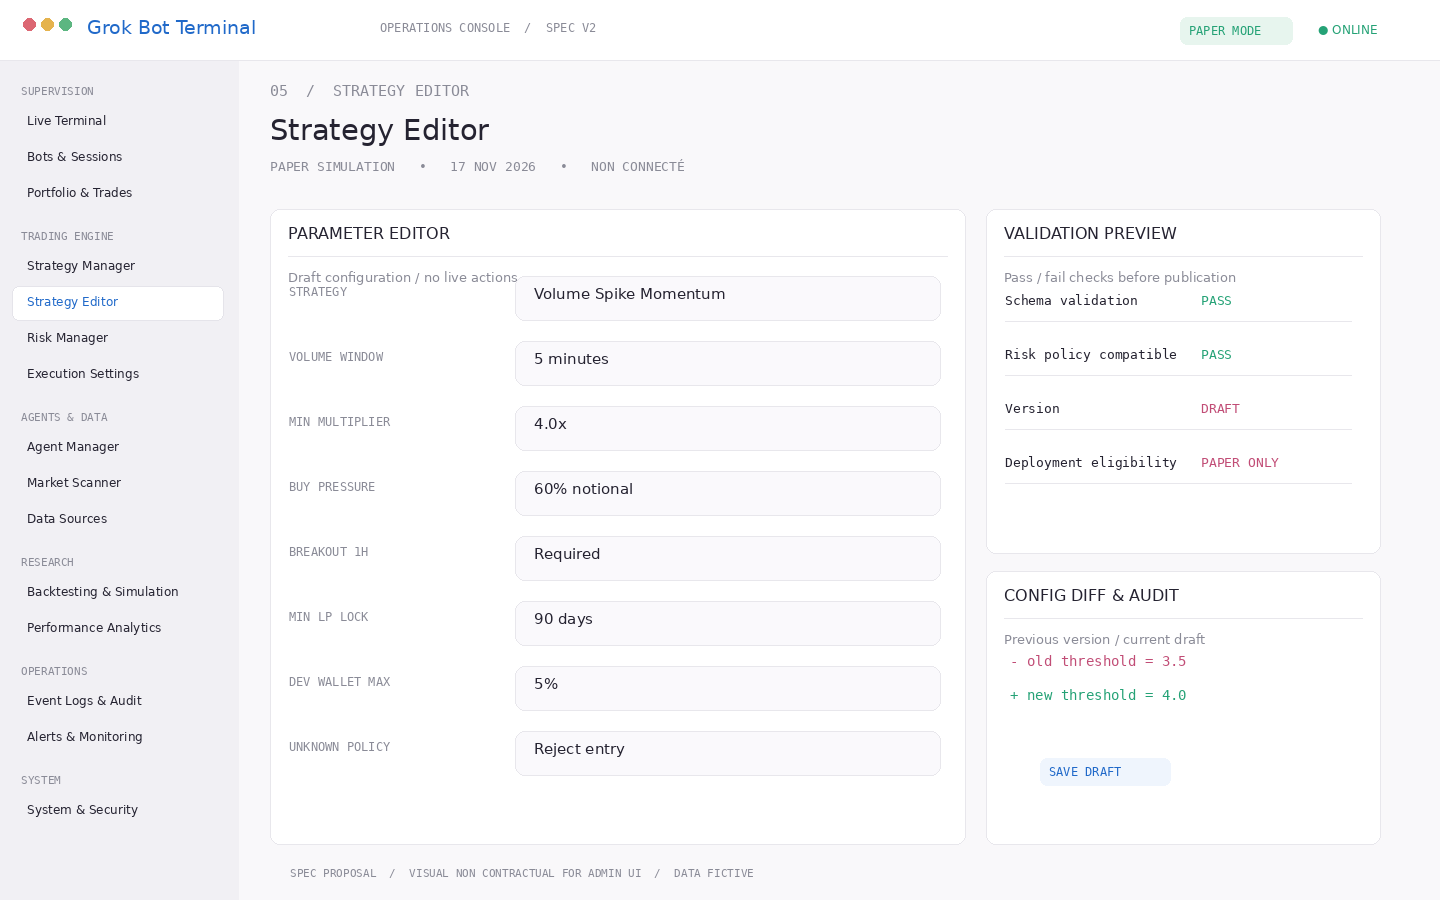 Grok Bot Terminal
OPERATIONS CONSOLE / SPEC V2
PAPER MODE
● ONLINE
SUPERVISION
Live Terminal
Bots & Sessions
Portfolio & Trades
TRADING ENGINE
Strategy Manager
Strategy Editor
Risk Manager
Execution Settings
AGENTS & DATA
Agent Manager
Market Scanner
Data Sources
RESEARCH
Backtesting & Simulation
Performance Analytics
OPERATIONS
Event Logs & Audit
Alerts & Monitoring
SYSTEM
System & Security
05 / STRATEGY EDITOR
Strategy Editor
PAPER SIMULATION • 17 NOV 2026 • NON CONNECTÉ
PARAMETER EDITOR
Draft configuration / no live actions
STRATEGY Volume Spike Momentum
VOLUME WINDOW 5 minutes
MIN MULTIPLIER 4.0x
BUY PRESSURE 60% notional
BREAKOUT 1H Required
MIN LP LOCK 90 days
DEV WALLET MAX 5%
UNKNOWN POLICY Reject entry
VALIDATION PREVIEW
Pass / fail checks before publication
Schema validation PASS
Risk policy compatible PASS
Version DRAFT
Deployment eligibility PAPER ONLY
CONFIG DIFF & AUDIT
Previous version / current draft
- old threshold = 3.5
+ new threshold = 4.0
SAVE DRAFT
SPEC PROPOSAL / VISUAL NON CONTRACTUAL FOR ADMIN UI / DATA FICTIVE